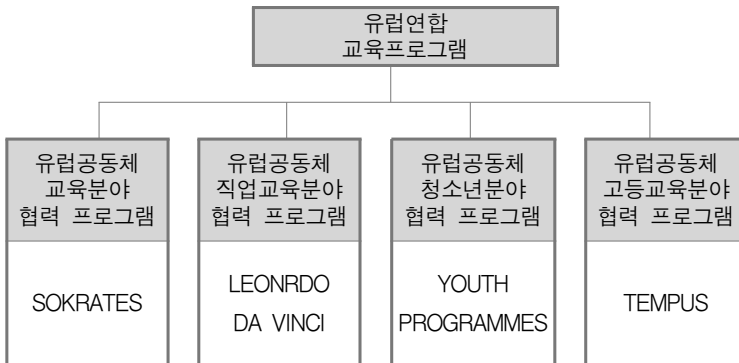 유럽연합
교육프로그램
유럽공동체
교육분야
협력 프로그램
SOKRATES
유럽공동체
직업교육분야
협력 프로그램
LEONRDO
DA VINCI
유럽공동체
청소년분야
협력 프로그램
YOUTH
PROGRAMMES
유럽공동체
고등교육분야
협력 프로그램
TEMPUS